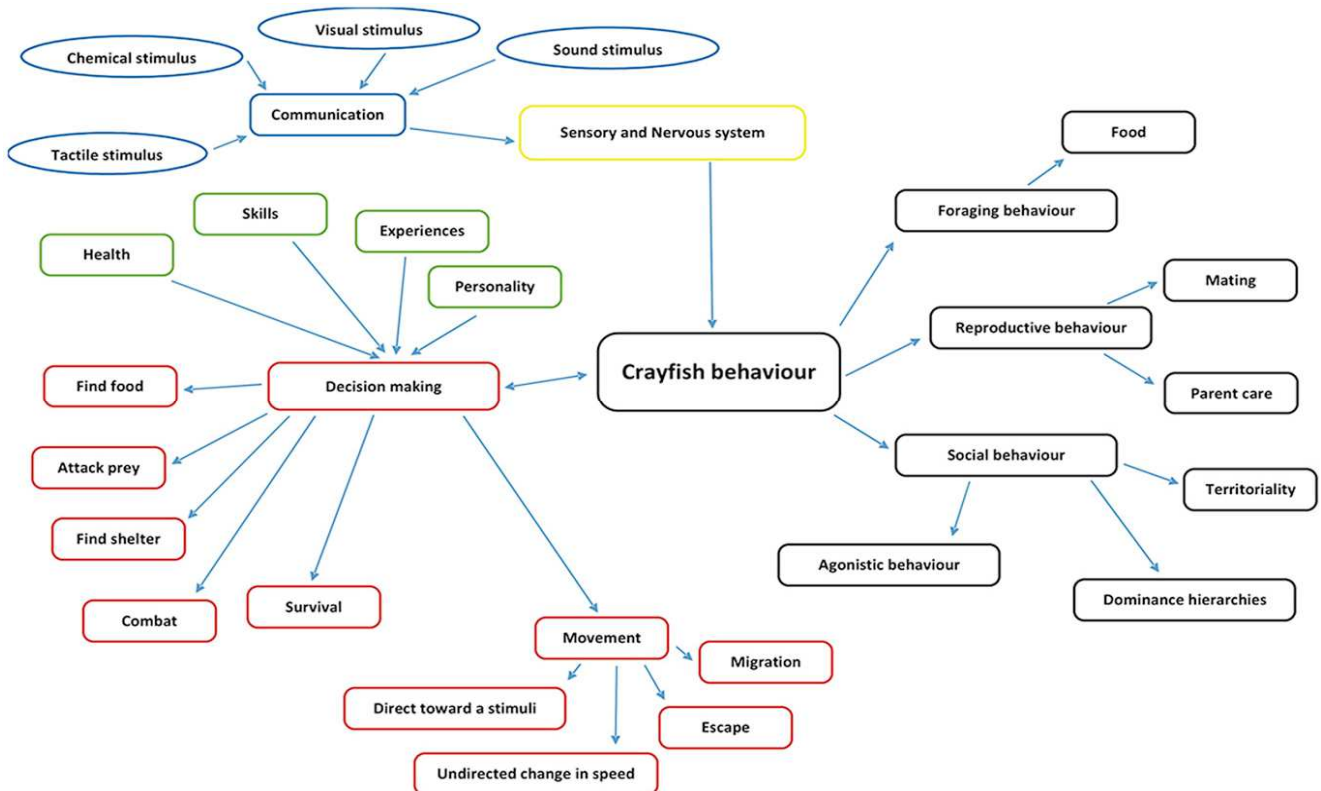 Visual stimulus
Chemical stimulus
Sound stimulus
Communication
Tactile stimulus
Sensory and Nervous system
Food
Foraging behaviour
Skills
Experiences
Health
Personality
Mating
Reproductive behaviour
Parent care
Crayfish behaviour
Decision making
Find food
Attack prey
Find shelter
Combat
Survival
Social behaviour
Territoriality
Agonistic behaviour
Dominance hierarchies
Movement
Migration
Direct toward a stimuli
Escape
Undirected change in speed